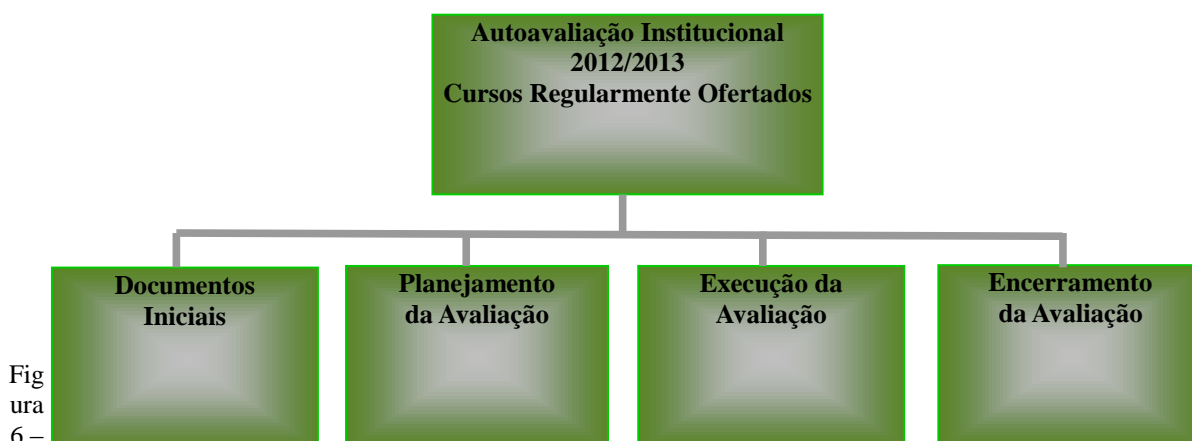 Autoavaliação Institucional
2012/2013
Cursos Regularmente Ofertados
Documentos
Iniciais
Planejamento
da Avaliação
Execução da
Avaliação
Encerramento
da Avaliação
Fig
ura
6 –